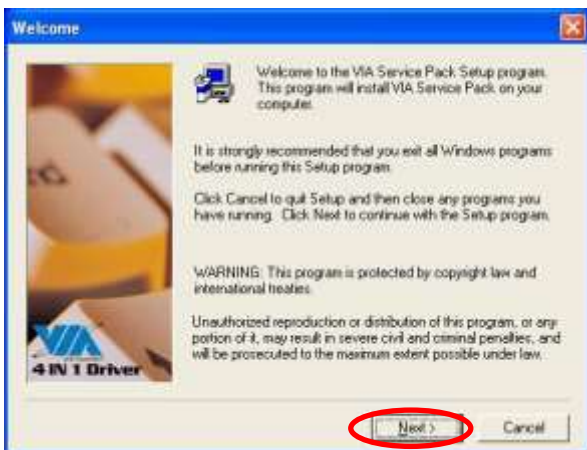 Welcome
Welcome to the VIA Service Pack Setup program.
This program will install VIA Service Pack on your
computer.
It is strongly recommended that you exit all Windows programs
before running this Setup program.
Click Cancel to quit Setup and then close any programs you
have running. Click Next to continue with the Setup program.
WARNING: This program is protected by copyright law and
international treaties.
Unauthorized reproduction or distribution of this program, or any
portion of it, may result in severe civil and criminal penalties, and
will be prosecuted to the maximum extent possible under law.
VIA
4 IN 1 Driver
Next >
Cancel